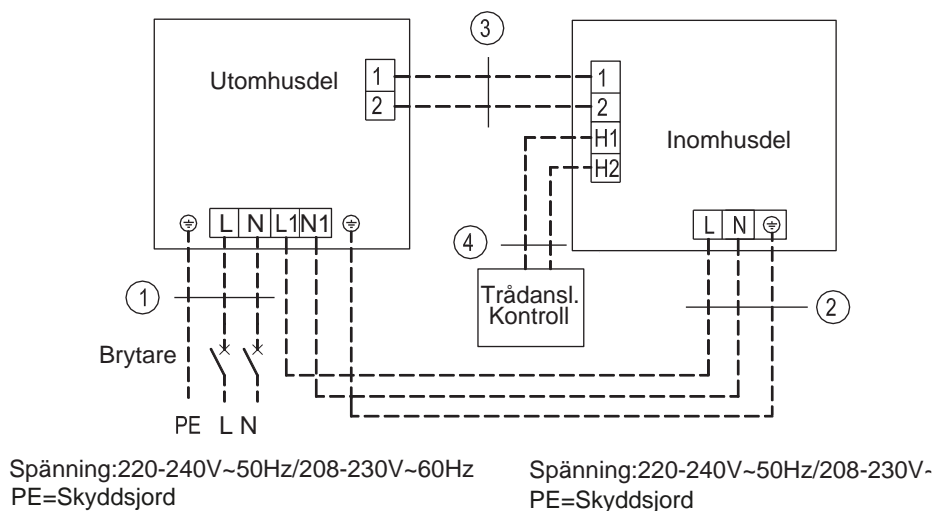 3
Utomhusdel
1
2
1
2
H1
H2
Inomhusdel
L N L1 N1
L N
4
1
Trådansl.
Kontroll
2
Brytare
PE L N
Spänning:220-240V~50Hz/208-230V~60Hz
PE=Skyddsjord
Spänning:220-240V~50Hz/208-230V~
PE=Skyddsjord